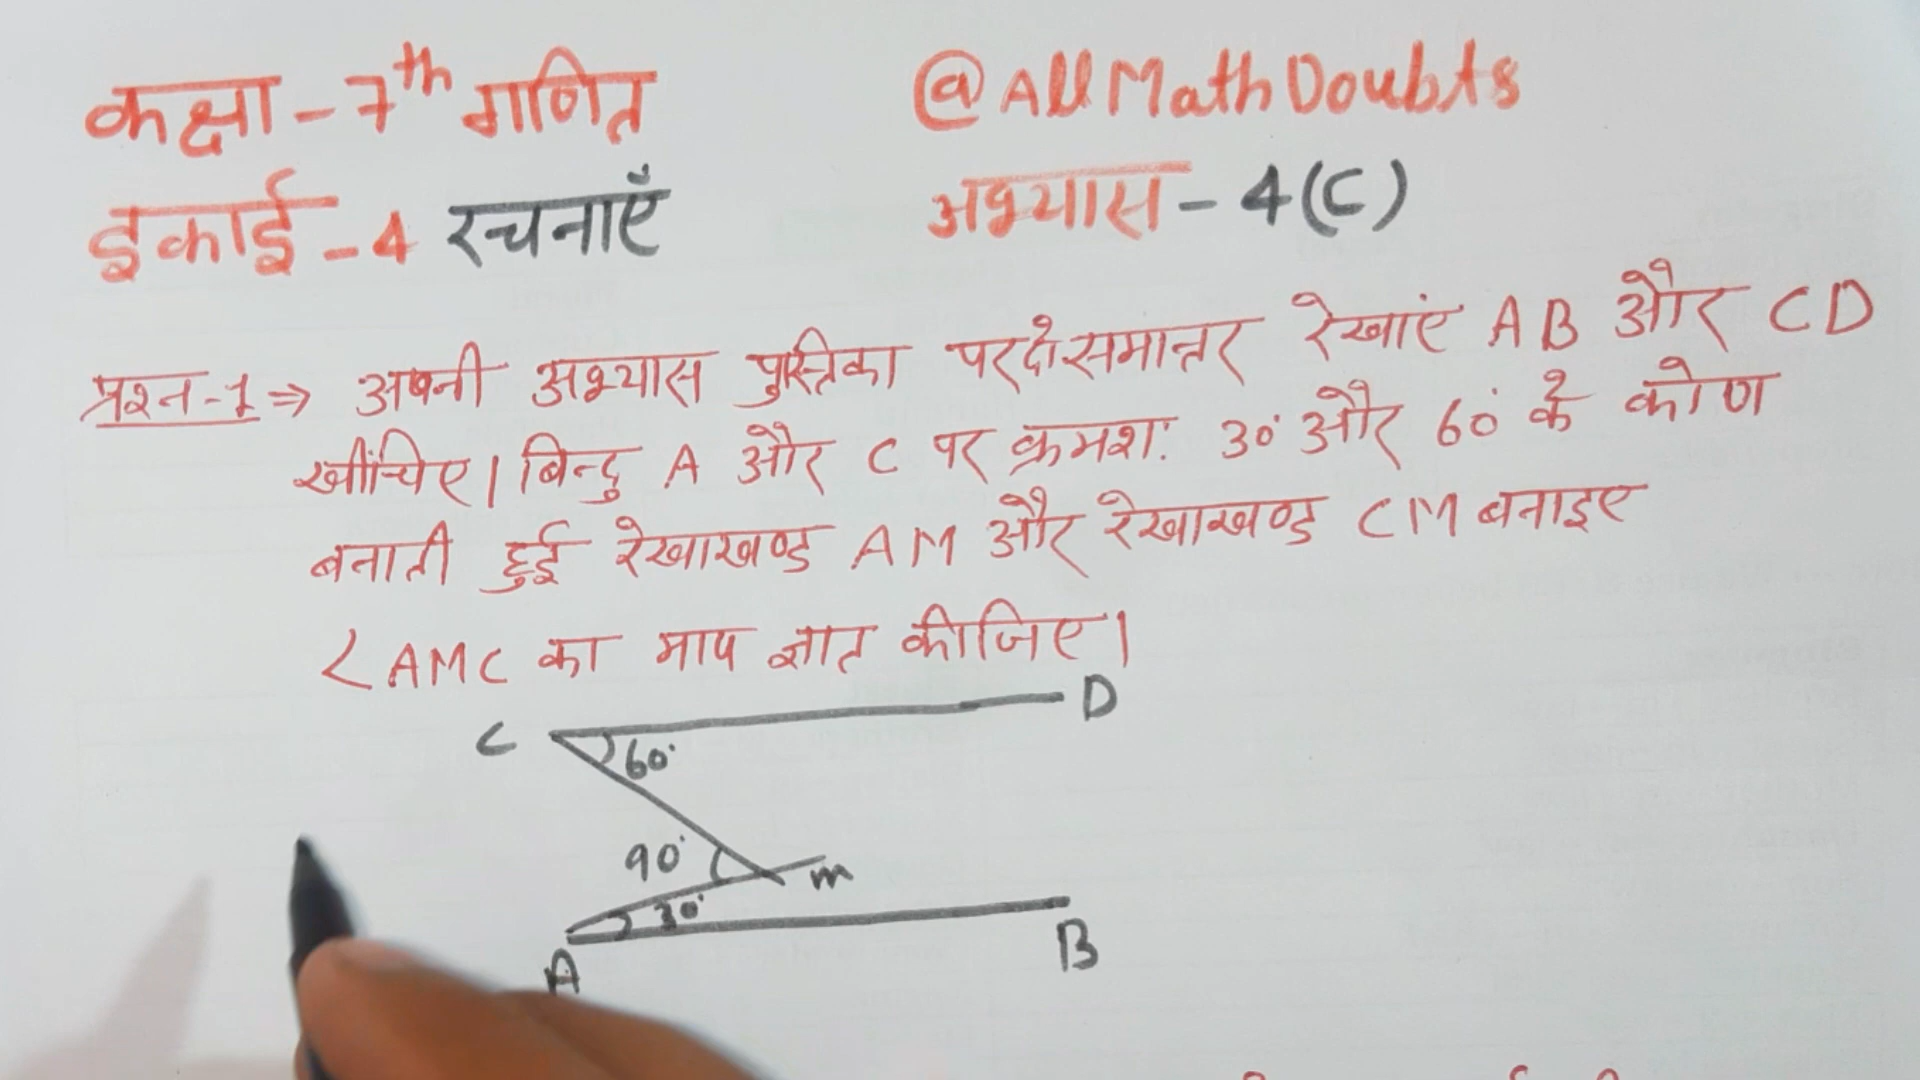 कक्षा - 7th गणित
@AllMathDoubts
इकाई - 4 रचनाएँ
अभ्यास - 4(C)
प्रश्न-1 ⇒ अपनी अभ्यास पुस्तिका पर दो समान्तर रेखाएं AB और CD
खींचिए। बिन्दु A और C पर क्रमश: 30° और 60° के कोण
बनाती हुई रेखाखण्ड AM और रेखाखण्ड CM बनाइए
∠AMC का माप ज्ञात कीजिए।
C
D
60°
90°
m
30°
A
B